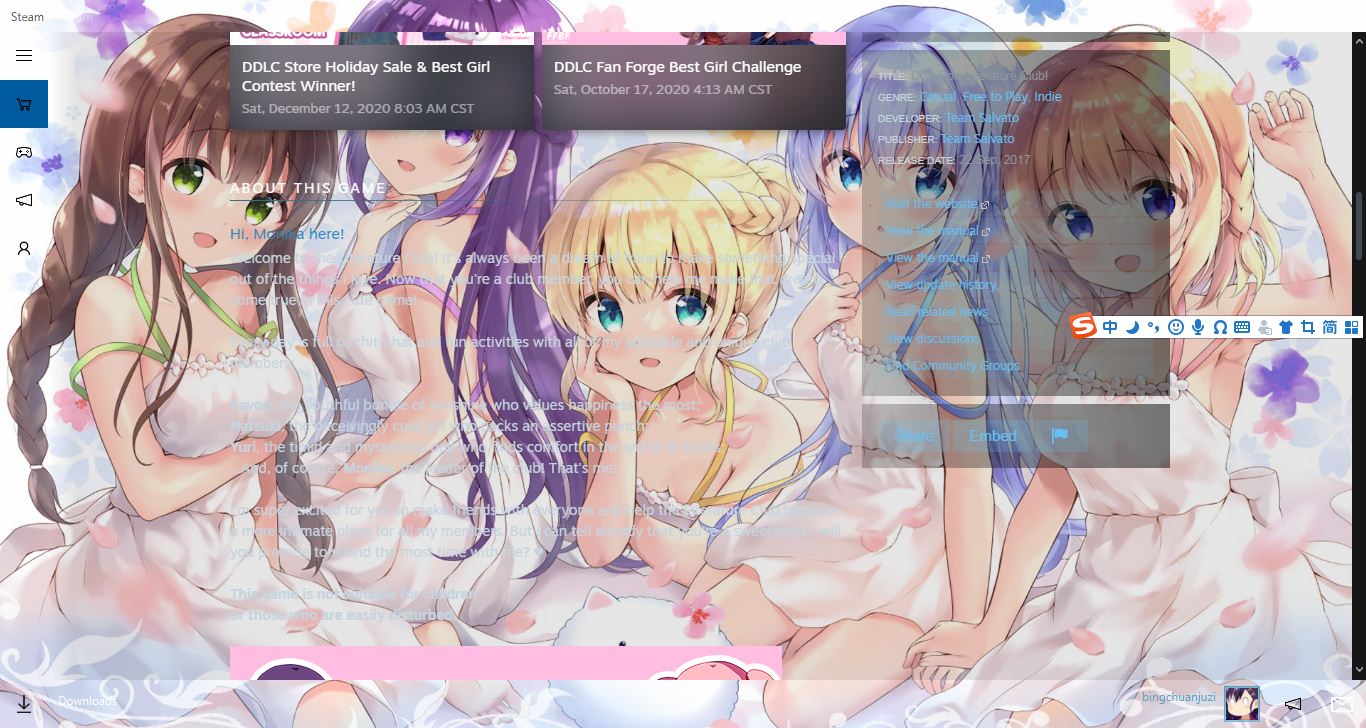 Steam
CLASSROOM
DDLC Store Holiday Sale & Best Girl
Contest Winner!
Sat, December 12, 2020 8:03 AM CST
DDLC Fan Forge Best Girl Challenge
Sat, October 17, 2020 4:13 AM CST
ABOUT THIS GAME
Hi, Monika here!
Welcome to the Literature Club! It's always been a dream of mine to make something special
out of the things I love. Now that you're a club member, you can help me make that dream
come true in this cute game!
Every day is full of chit-chat and fun activities with all of my adorable and unique club
members:
Sayori, the youthful bundle of sunshine who values happiness the most;
Natsuki, the deceivingly cute girl who packs an assertive punch;
Yuri, the timid and mysterious one who finds comfort in the world of books;
...And, of course, Monika, the leader of the club! That's me!
I'm super excited for you to make friends with everyone and help the Literature Club become
a more intimate place for all my members. But I can tell already that you're a sweetheart—will
you promise to spend the most time with me? ♥
This game is not suitable for children
or those who are easily disturbed.
TITLE: Doki Doki Literature Club!
GENRE: Casual, Free to Play, Indie
DEVELOPER: Team Salvato
PUBLISHER: Team Salvato
RELEASE DATE: 22 Sep, 2017
Visit the website
View the manual
View the manual
View update history
Read related news
View discussions
Find Community Groups
Share
Embed
中
简
Downloads
bingchuanjuzi